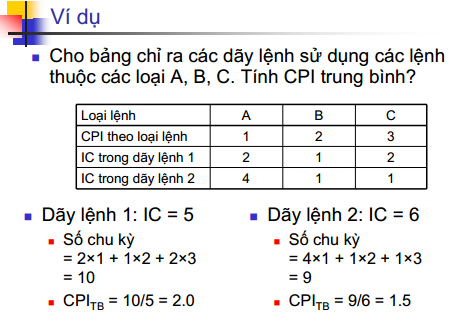 Ví dụ
Cho bảng chỉ ra các dãy lệnh sử dụng các lệnh
thuộc các loại A, B, C. Tính CPI trung bình?
Loại lệnh A B C
CPI theo loại lệnh 1 2 3
IC trong dãy lệnh 1 2 1 2
IC trong dãy lệnh 2 4 1 1
Dãy lệnh 1: IC = 5
Số chu kỳ
= 2×1 + 1×2 + 2×3
= 10
CPI_TB = 10/5 = 2.0
Dãy lệnh 2: IC = 6
Số chu kỳ
= 4×1 + 1×2 + 1×3
= 9
CPI_TB = 9/6 = 1.5